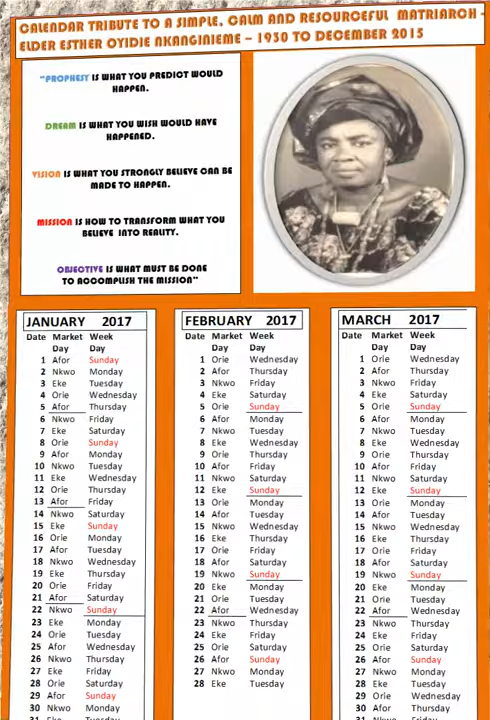 CALENDAR TRIBUTE TO A SIMPLE, CALM AND RESOURCEFUL MATRIARCH -
ELDER ESTHER OYIDIE NKANGINIEME – 1930 TO DECEMBER 2015
"PROPHESY IS WHAT YOU PREDICT WOULD
HAPPEN.
DREAM IS WHAT YOU WISH WOULD HAVE
HAPPENED.
VISION IS WHAT YOU STRONGLY BELIEVE CAN BE
MADE TO HAPPEN.
MISSION IS HOW TO TRANSFORM WHAT YOU
BELIEVE INTO REALITY.
OBJECTIVE IS WHAT MUST BE DONE
TO ACCOMPLISH THE MISSION"
JANUARY 2017
Date Market Week
Day Day
1 Afor Sunday
2 Nkwo Monday
3 Eke Tuesday
4 Orie Wednesday
5 Afor Thursday
6 Nkwo Friday
7 Eke Saturday
8 Orie Sunday
9 Afor Monday
10 Nkwo Tuesday
11 Eke Wednesday
12 Orie Thursday
13 Afor Friday
14 Nkwo Saturday
15 Eke Sunday
16 Orie Monday
17 Afor Tuesday
18 Nkwo Wednesday
19 Eke Thursday
20 Orie Friday
21 Afor Saturday
22 Nkwo Sunday
23 Eke Monday
24 Orie Tuesday
25 Afor Wednesday
26 Nkwo Thursday
27 Eke Friday
28 Orie Saturday
29 Afor Sunday
30 Nkwo Monday
31 Eke Tuesday
FEBRUARY 2017
Date Market Week
Day Day
1 Orie Wednesday
2 Afor Thursday
3 Nkwo Friday
4 Eke Saturday
5 Orie Sunday
6 Afor Monday
7 Nkwo Tuesday
8 Eke Wednesday
9 Orie Thursday
10 Afor Friday
11 Nkwo Saturday
12 Eke Sunday
13 Orie Monday
14 Afor Tuesday
15 Nkwo Wednesday
16 Eke Thursday
17 Orie Friday
18 Afor Saturday
19 Nkwo Sunday
20 Eke Monday
21 Orie Tuesday
22 Afor Wednesday
23 Nkwo Thursday
24 Eke Friday
25 Orie Saturday
26 Afor Sunday
27 Nkwo Monday
28 Eke Tuesday
MARCH 2017
Date Market Week
Day Day
1 Orie Wednesday
2 Afor Thursday
3 Nkwo Friday
4 Eke Saturday
5 Orie Sunday
6 Afor Monday
7 Nkwo Tuesday
8 Eke Wednesday
9 Orie Thursday
10 Afor Friday
11 Nkwo Saturday
12 Eke Sunday
13 Orie Monday
14 Afor Tuesday
15 Nkwo Wednesday
16 Eke Thursday
17 Orie Friday
18 Afor Saturday
19 Nkwo Sunday
20 Eke Monday
21 Orie Tuesday
22 Afor Wednesday
23 Nkwo Thursday
24 Eke Friday
25 Orie Saturday
26 Afor Sunday
27 Nkwo Monday
28 Eke Tuesday
29 Orie Wednesday
30 Afor Thursday
31 Nkwo Friday